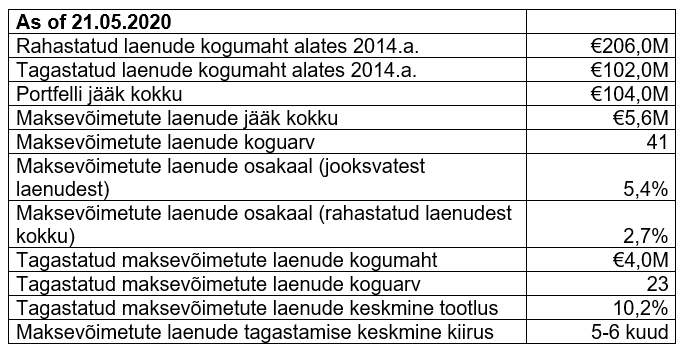 As of 21.05.2020
Rahastatud laenude kogumaht alates 2014.a. €206,0M
Tagastatud laenude kogumaht alates 2014.a. €102,0M
Portfelli jääk kokku €104,0M
Maksevõimetute laenude jääk kokku €5,6M
Maksevõimetute laenude koguarv 41
Maksevõimetute laenude osakaal (jooksvatest
laenudest) 5,4%
Maksevõimetute laenude osakaal (rahastatud laenudest
kokku) 2,7%
Tagastatud maksevõimetute laenude kogumaht €4,0M
Tagastatud maksevõimetute laenude koguarv 23
Tagastatud maksevõimetute laenude keskmine tootlus 10,2%
Maksevõimetute laenude tagastamise keskmine kiirus 5-6 kuud